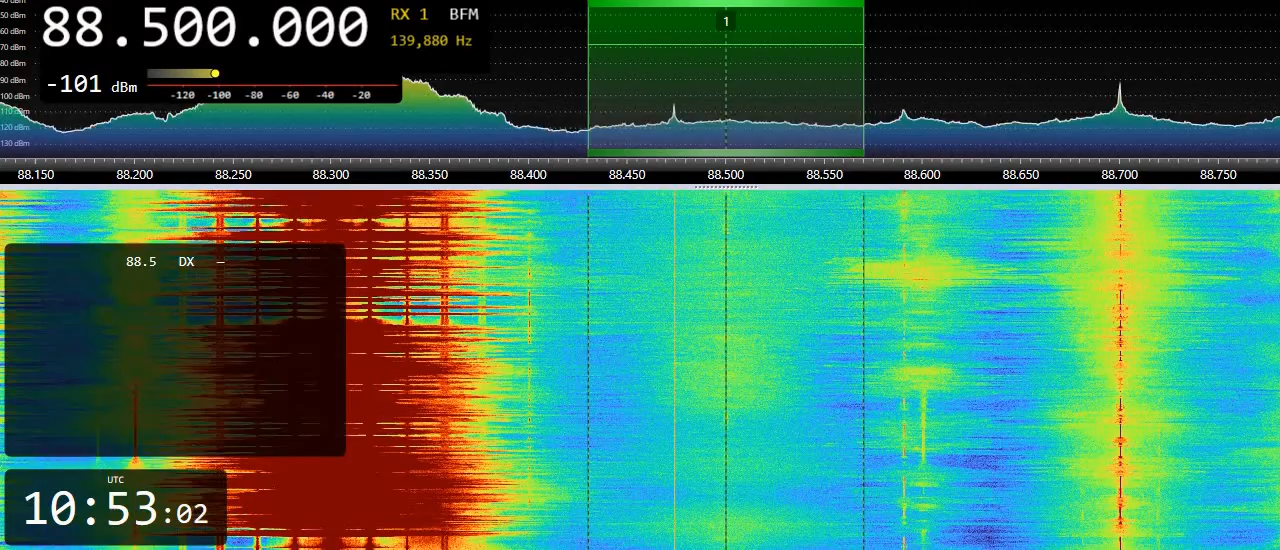 40 dBm
50 dBm
60 dBm
70 dBm
80 dBm
90 dBm
100 dBm
110 dBm
120 dBm
130 dBm
88.500.000
RX 1 BFM
139,880 Hz
-101 dBm
-120 -100 -80 -60 -40 -20
1
88.150 88.200 88.250 88.300 88.350 88.400 88.450 88.500 88.550 88.600 88.650 88.700 88.750
88.5 DX —
UTC
10:53:02